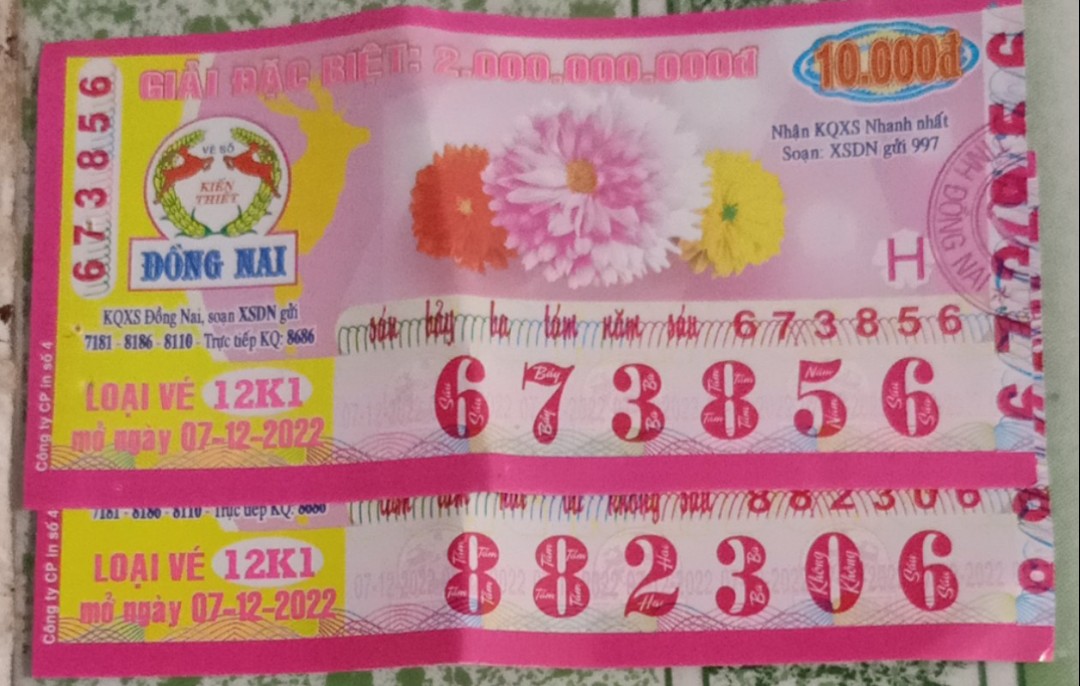 GIẢI ĐẶC BIỆT: 2.000.000.000đ
10.000đ
673856
Nhận KQXS Nhanh nhất
Soạn: XSDN gửi 997
VÉ SỐ
KIẾN
THIẾT
ĐỒNG NAI
H
KQXS Đồng Nai, soạn XSDN gửi
7181 - 8186 - 8110 - Trực tiếp KQ: 8686
sáu bảy ba tám năm sáu 673856
LOẠI VÉ 12K1
mở ngày 07-12-2022
673856
Công ty CP in số 4
7181 - 8186 - 8110 - Trực tiếp KQ: 8686
không sáu 882306
LOẠI VÉ 12K1
mở ngày 07-12-2022
882306
Công ty CP in số 4